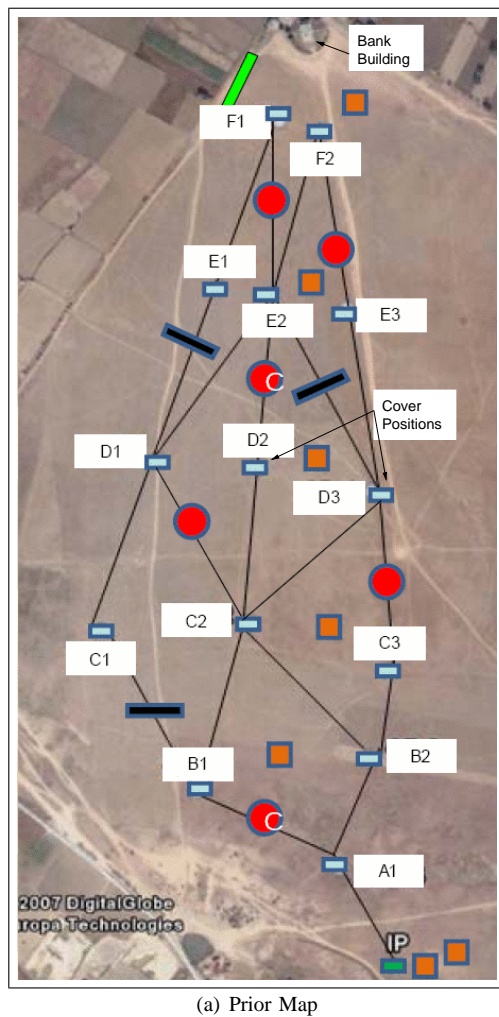 Bank
Building
F1
F2
E1
E2
E3
C
Cover
Positions
D1
D2
D3
C2
C1
C3
B1
B2
C
A1
2007 DigitalGlobe
ropa Technologies
IP
(a) Prior Map